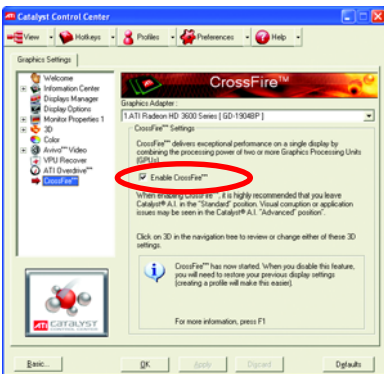 Catalyst Control Center
View Hotkeys Profiles Preferences Help
Graphics Settings
Welcome
Information Center
Displays Manager
Display Options
Monitor Properties 1
3D
Color
Avivo™ Video
VPU Recover
ATI Overdrive™
CrossFire™
CrossFire™
Graphics Adapter:
1.ATI Radeon HD 3600 Series [ GD-1904BP ]
CrossFire™ Settings
CrossFire™ delivers exceptional performance on a single display by
combining the processing power of two or more Graphics Processing Units
(GPUs)
Enable CrossFire™
When enabling CrossFire™, it is highly recommended that you leave
Catalyst® A.I. in the "Standard" position. Visual corruption or application
issues may be seen in the Catalyst® A.I. "Advanced" position".
Click on 3D in the navigation tree to review or change either of these 3D
settings.
CrossFire™ has now started. When you disable this feature,
you will need to restore your previous display settings
(creating a profile will make this easier).
For more information, press F1
ATI CATALYST
CONTROL CENTER
Basic... OK Apply Discard Defaults